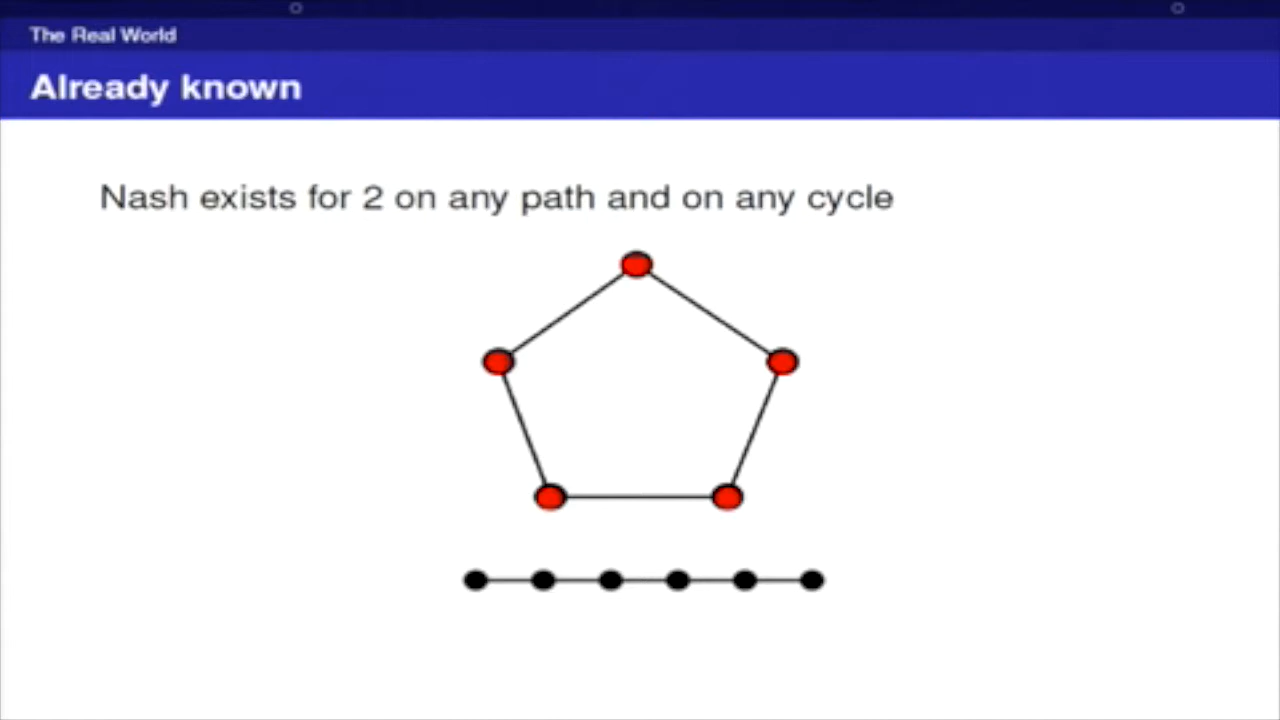 The Real World
Already known
Nash exists for 2 on any path and on any cycle